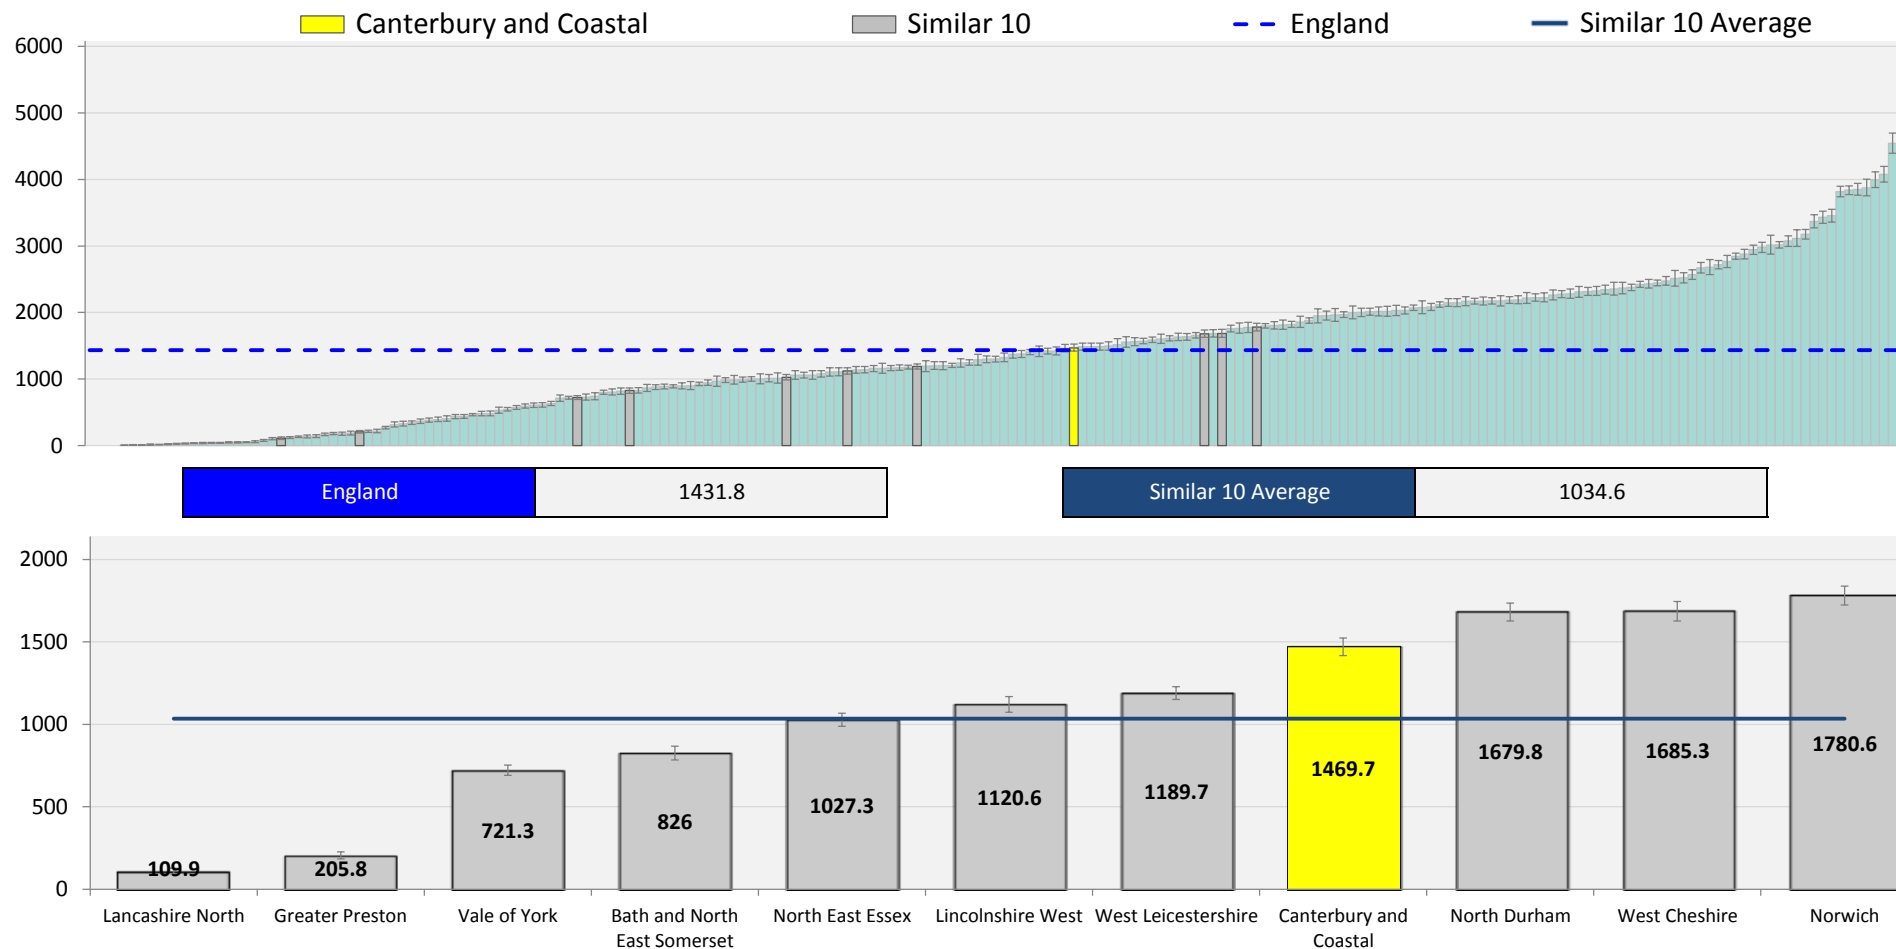 Canterbury and Coastal Similar 10 England Similar 10 Average
6000
5000
4000
3000
2000
1000
0
England 1431.8 Similar 10 Average 1034.6
2000
1500
1000
500
0
109.9 205.8 721.3 826 1027.3 1120.6 1189.7 1469.7 1679.8 1685.3 1780.6
Lancashire North Greater Preston Vale of York Bath and North North East Essex Lincolnshire West West Leicestershire Canterbury and North Durham West Cheshire Norwich
East Somerset Coastal